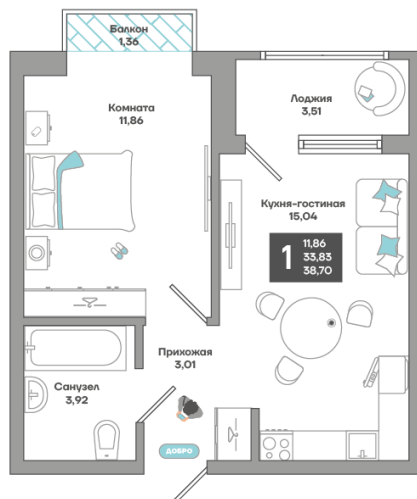 Балкон
1,36
Комната
11,86
Лоджия
3,51
Кухня-гостиная
15,04
1
11,86
33,83
38,70
Прихожая
3,01
Санузел
3,92
ДОБРО